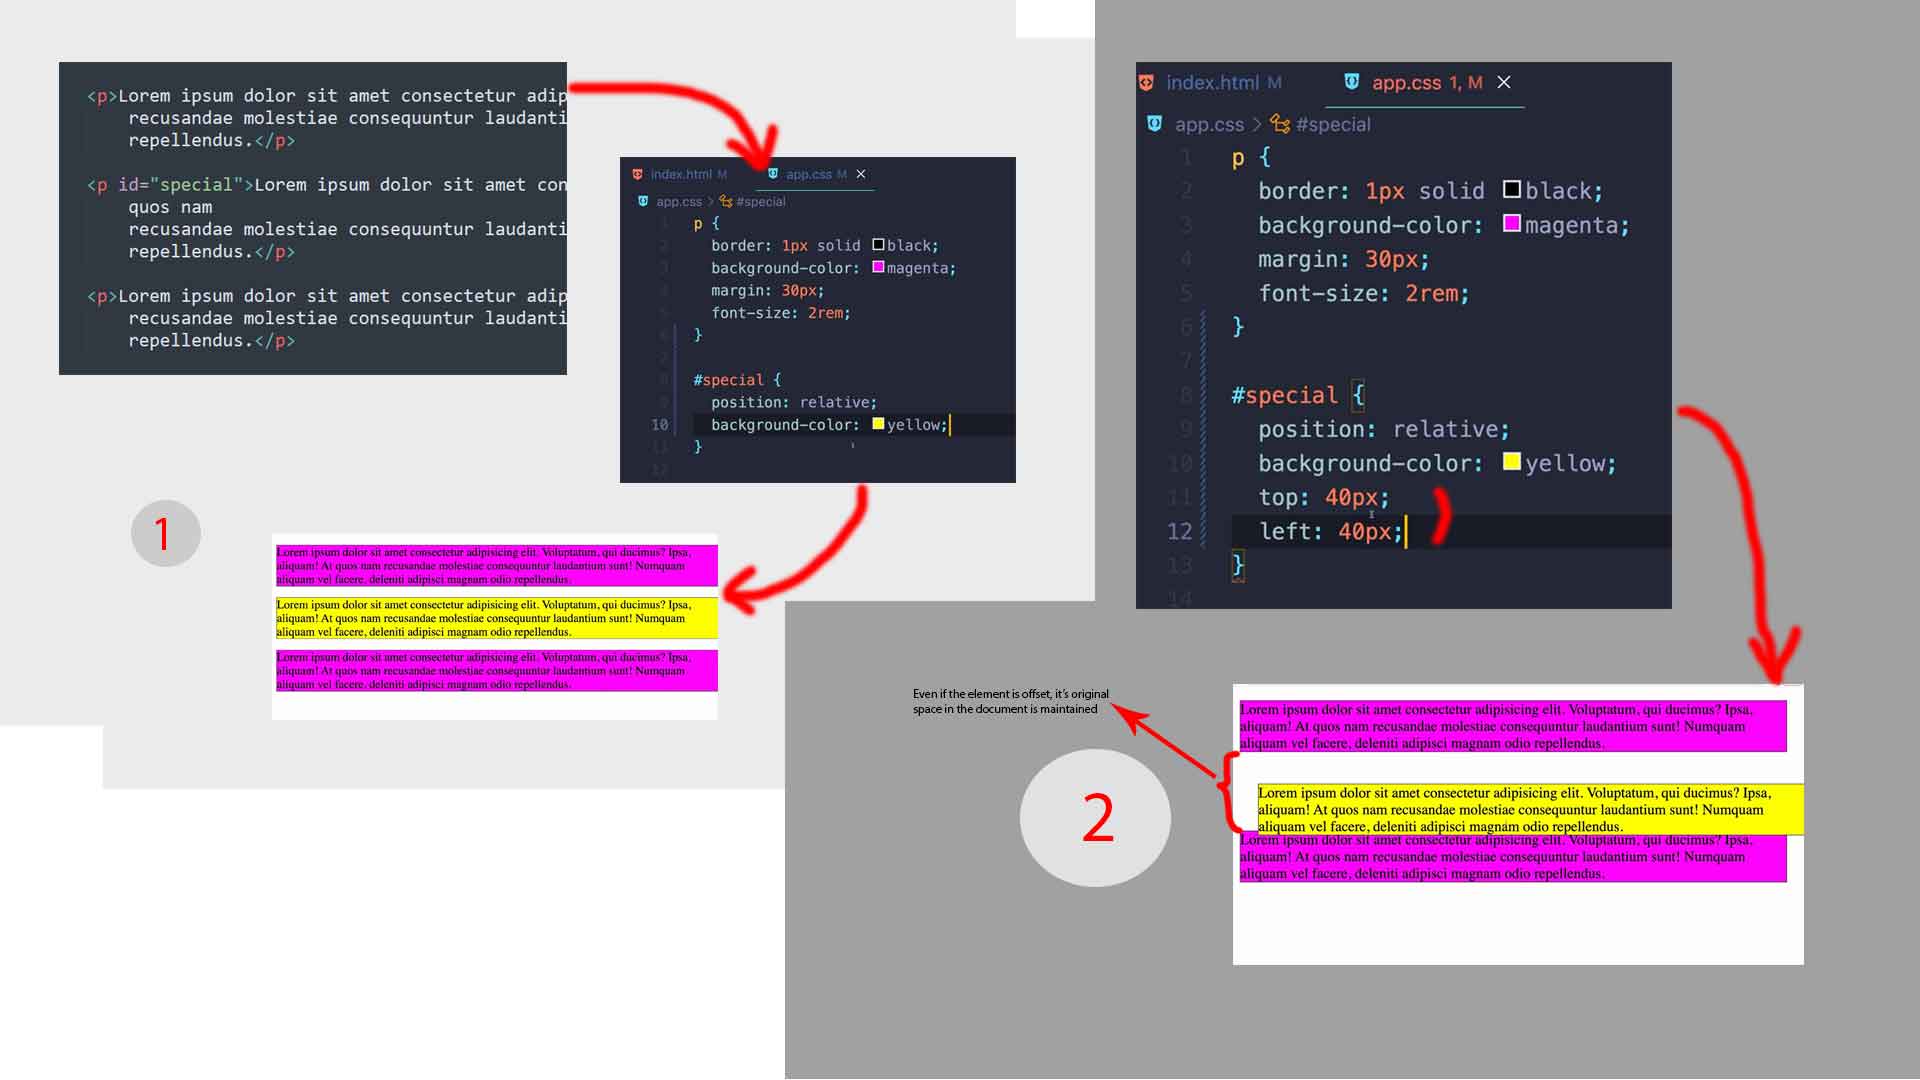 <p>Lorem ipsum dolor sit amet consectetur adip
recusandae molestiae consequuntur laudanti
repellendus.</p>
<p id="special">Lorem ipsum dolor sit amet con
quos nam
recusandae molestiae consequuntur laudanti
repellendus.</p>
<p>Lorem ipsum dolor sit amet consectetur adip
recusandae molestiae consequuntur laudanti
repellendus.</p>
index.html M app.css M ×
app.css > #special
1 p {
2 border: 1px solid black;
3 background-color: magenta;
4 margin: 30px;
5 font-size: 2rem;
6 }
7
8 #special {
9 position: relative;
10 background-color: yellow;
11 }
12
1
Lorem ipsum dolor sit amet consectetur adipisicing elit. Voluptatum, qui ducimus? Ipsa,
aliquam! At quos nam recusandae molestiae consequuntur laudantium sunt! Numquam
aliquam vel facere, deleniti adipisci magnam odio repellendus.
Lorem ipsum dolor sit amet consectetur adipisicing elit. Voluptatum, qui ducimus? Ipsa,
aliquam! At quos nam recusandae molestiae consequuntur laudantium sunt! Numquam
aliquam vel facere, deleniti adipisci magnam odio repellendus.
Lorem ipsum dolor sit amet consectetur adipisicing elit. Voluptatum, qui ducimus? Ipsa,
aliquam! At quos nam recusandae molestiae consequuntur laudantium sunt! Numquam
aliquam vel facere, deleniti adipisci magnam odio repellendus.
index.html M app.css 1, M ×
app.css > #special
1 p {
2 border: 1px solid black;
3 background-color: magenta;
4 margin: 30px;
5 font-size: 2rem;
6 }
7
8 #special {
9 position: relative;
10 background-color: yellow;
11 top: 40px;
12 left: 40px;
13 }
14
Even if the element is offset, it's original
space in the document is maintained
2
Lorem ipsum dolor sit amet consectetur adipisicing elit. Voluptatum, qui ducimus? Ipsa,
aliquam! At quos nam recusandae molestiae consequuntur laudantium sunt! Numquam
aliquam vel facere, deleniti adipisci magnam odio repellendus.
Lorem ipsum dolor sit amet consectetur adipisicing elit. Voluptatum, qui ducimus? Ipsa,
aliquam! At quos nam recusandae molestiae consequuntur laudantium sunt! Numquam
aliquam vel facere, deleniti adipisci magnam odio repellendus.
Lorem ipsum dolor sit amet consectetur adipisicing elit. Voluptatum, qui ducimus? Ipsa,
aliquam! At quos nam recusandae molestiae consequuntur laudantium sunt! Numquam
aliquam vel facere, deleniti adipisci magnam odio repellendus.